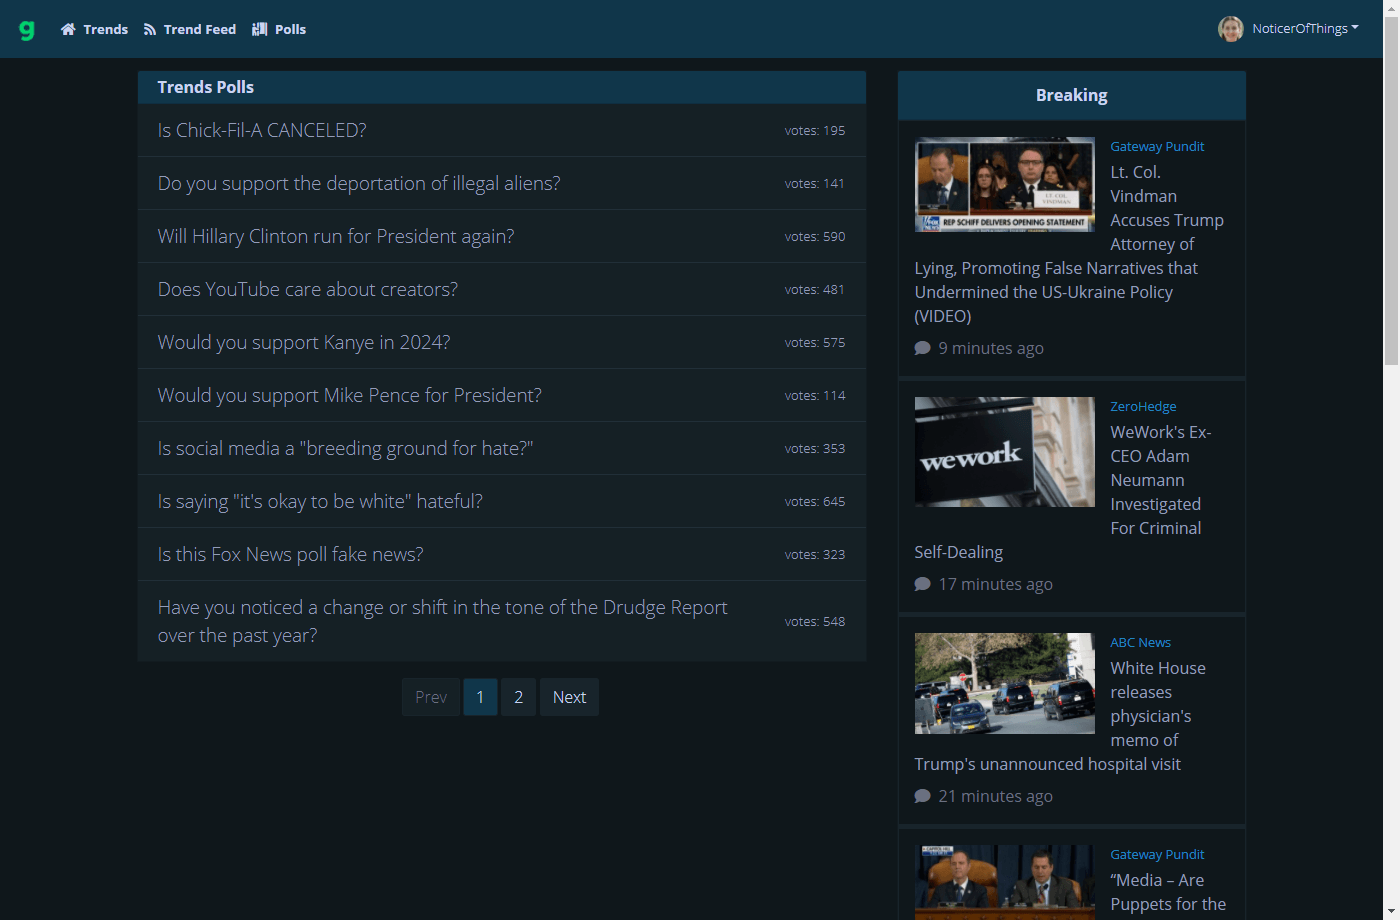 g Trends Trend Feed Polls NoticerOfThings
Trends Polls
Is Chick-Fil-A CANCELED? votes: 195
Do you support the deportation of illegal aliens? votes: 141
Will Hillary Clinton run for President again? votes: 590
Does YouTube care about creators? votes: 481
Would you support Kanye in 2024? votes: 575
Would you support Mike Pence for President? votes: 114
Is social media a "breeding ground for hate?" votes: 353
Is saying "it's okay to be white" hateful? votes: 645
Is this Fox News poll fake news? votes: 323
Have you noticed a change or shift in the tone of the Drudge Report
over the past year? votes: 548
Prev 1 2 Next
Breaking
LT. COL.
VINDMAN
REP SCHIFF DELIVERS OPENING STATEMENT
Gateway Pundit
Lt. Col.
Vindman
Accuses Trump
Attorney of
Lying, Promoting False Narratives that
Undermined the US-Ukraine Policy
(VIDEO)
9 minutes ago
wework
ZeroHedge
WeWork's Ex-
CEO Adam
Neumann
Investigated
For Criminal
Self-Dealing
17 minutes ago
ABC News
White House
releases
physician's
memo of
Trump's unannounced hospital visit
21 minutes ago
CAPITOL HILL
Gateway Pundit
“Media – Are
Puppets for the